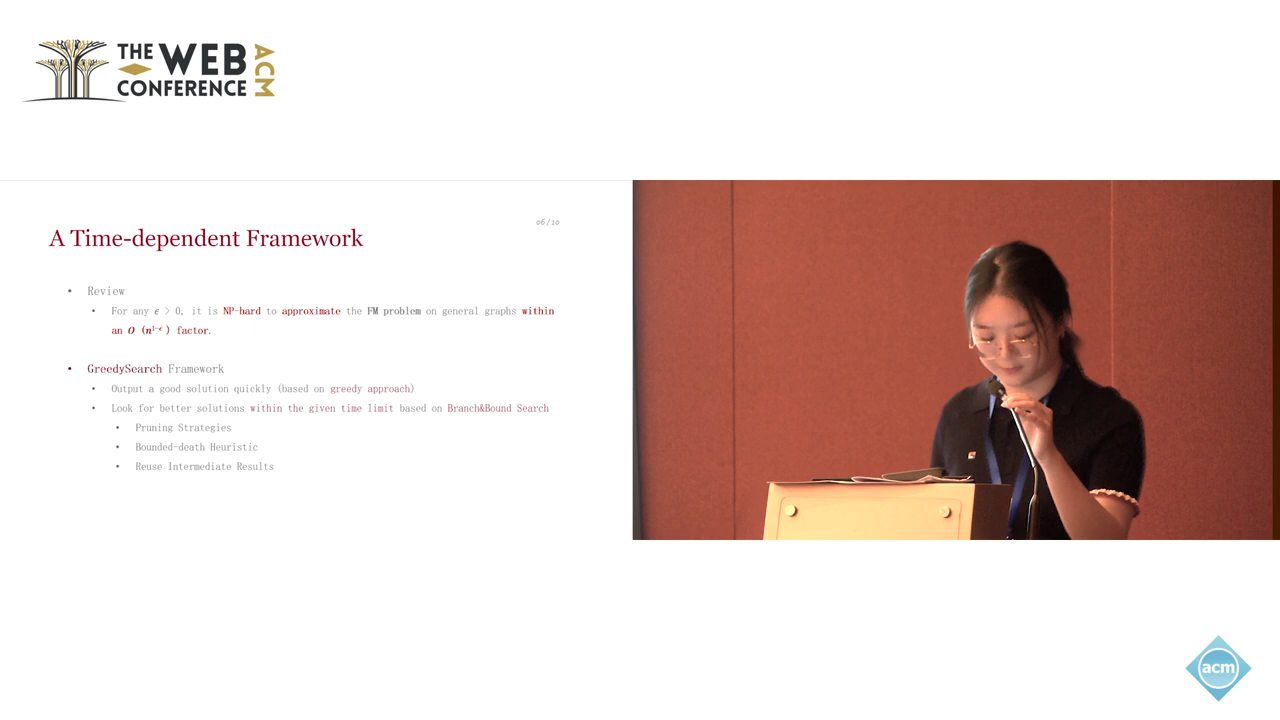 THE WEB
CONFERENCE
ACM
06/10
A Time-dependent Framework
• Review
• For any ϵ > 0, it is NP-hard to approximate the FM problem on general graphs within
an O (n¹⁻ᵋ ) factor.
• GreedySearch Framework
• Output a good solution quickly (based on greedy approach)
• Look for better solutions within the given time limit based on Branch&Bound Search
• Pruning Strategies
• Bounded-death Heuristic
• Reuse Intermediate Results
acm